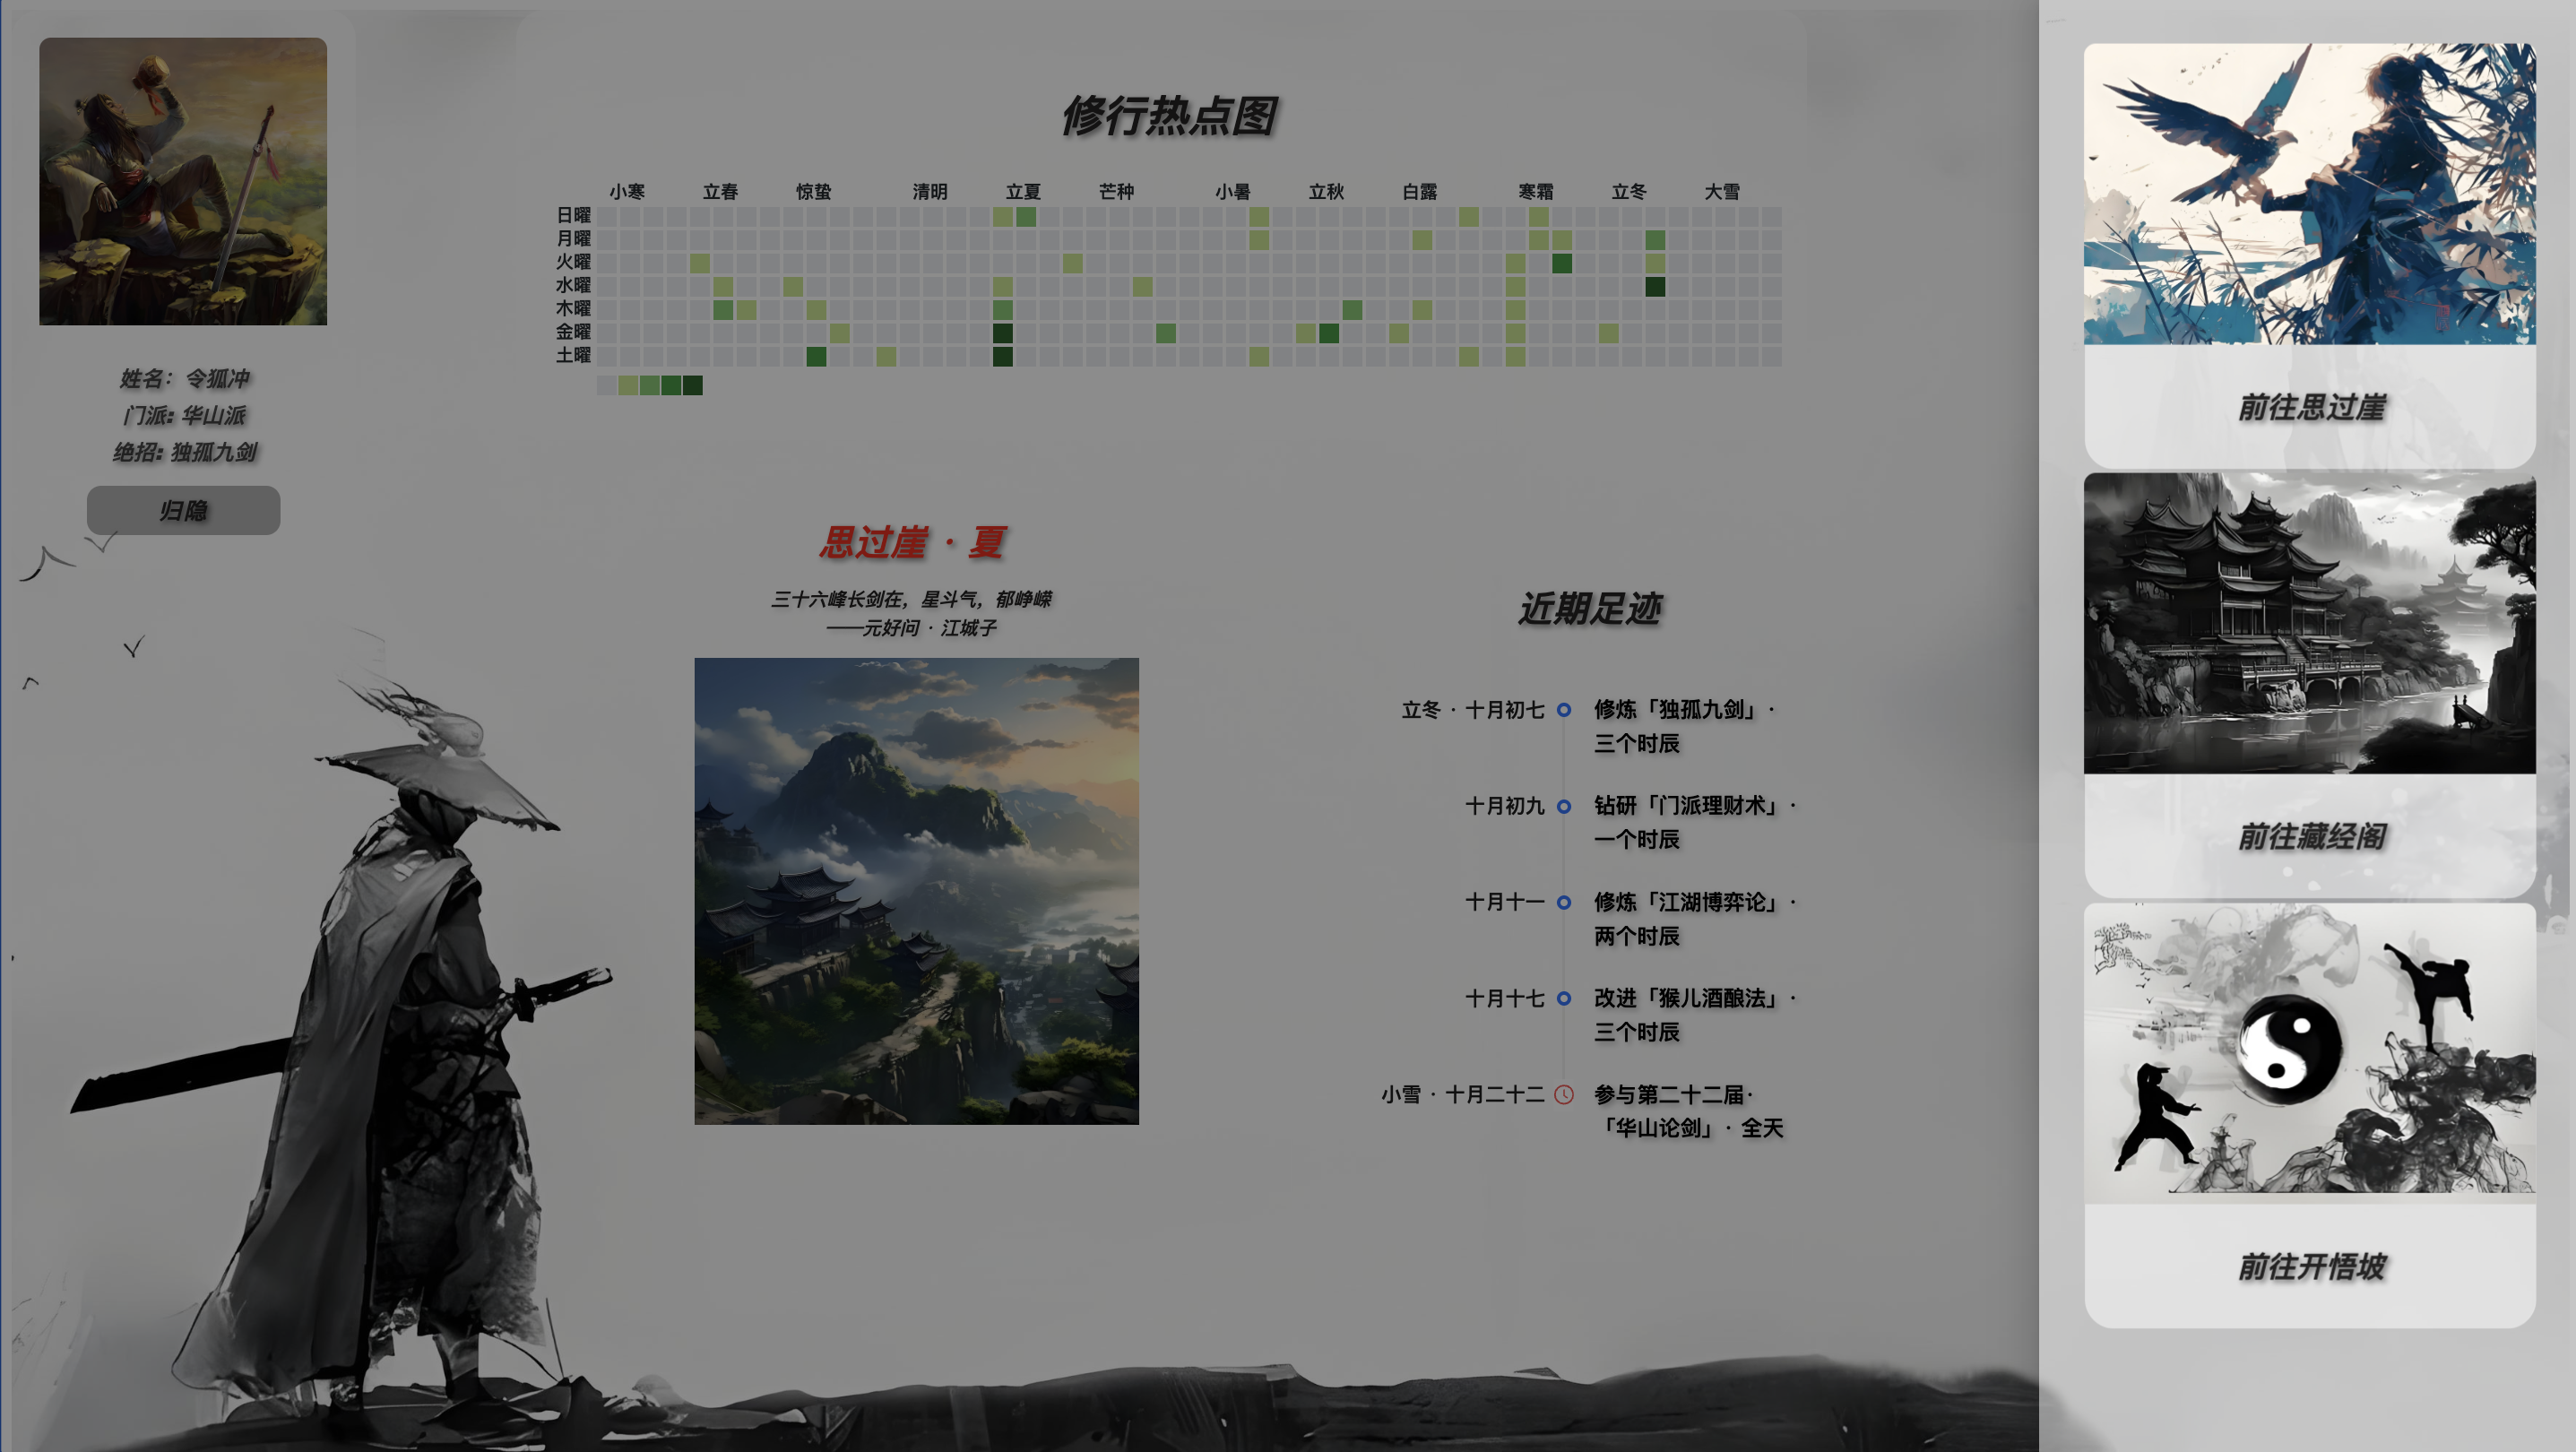 姓名：令狐冲
门派: 华山派
绝招: 独孤九剑
归隐
修行热点图
小寒 立春 惊蛰 清明 立夏 芒种 小暑 立秋 白露 寒霜 立冬 大雪
日曜
月曜
火曜
水曜
木曜
金曜
土曜
思过崖 · 夏
三十六峰长剑在，星斗气，郁峥嵘
——元好问 · 江城子
近期足迹
立冬 · 十月初七
修炼「独孤九剑」·
三个时辰
十月初九
钻研「门派理财术」·
一个时辰
十月十一
修炼「江湖博弈论」·
两个时辰
十月十七
改进「猴儿酒酿法」·
三个时辰
小雪 · 十月二十二
参与第二十二届·
「华山论剑」· 全天
前往思过崖
前往藏经阁
前往开悟坡